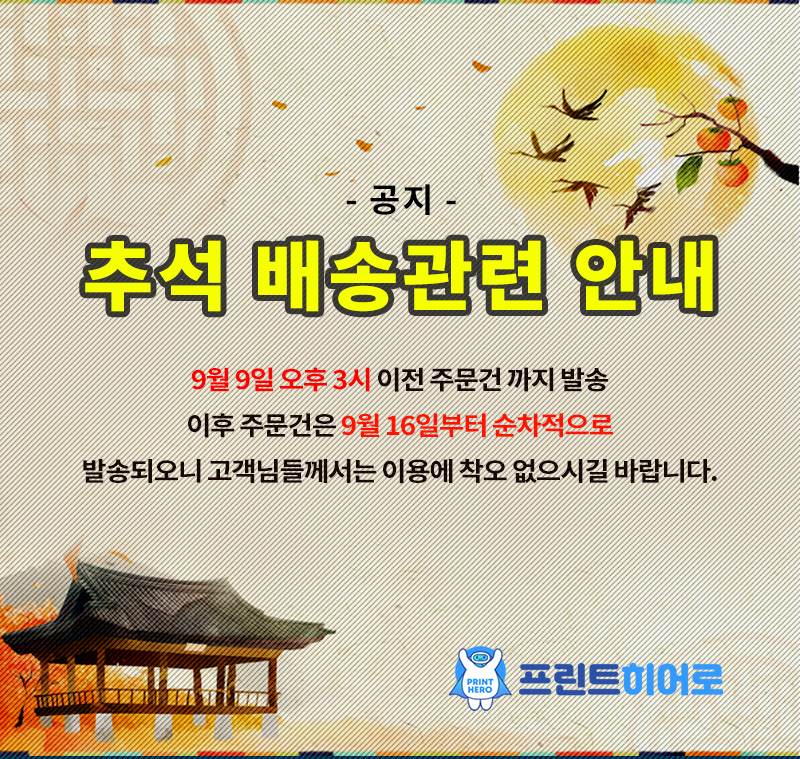 - 공지 -
추석 배송관련 안내
9월 9일 오후 3시 이전 주문건 까지 발송
이후 주문건은 9월 16일부터 순차적으로
발송되오니 고객님들께서는 이용에 착오 없으시길 바랍니다.
PRINT
HERO
프린트히어로